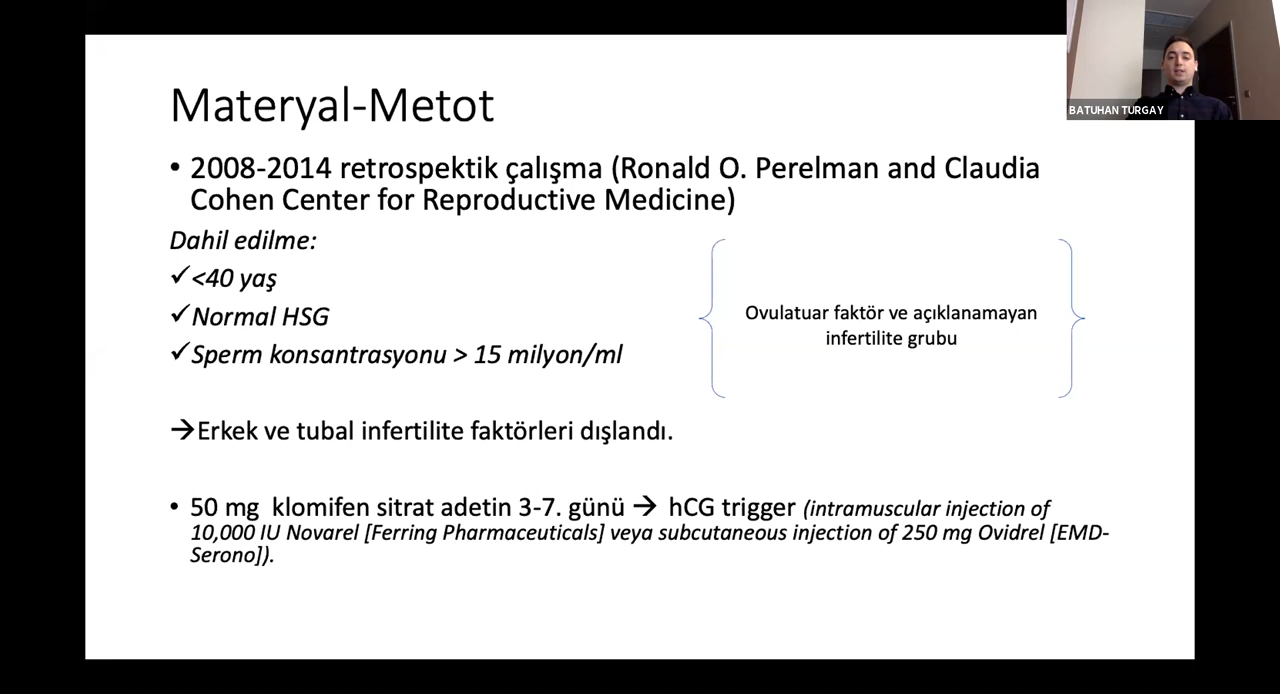 Materyal-Metot
• 2008-2014 retrospektik çalışma (Ronald O. Perelman and Claudia
Cohen Center for Reproductive Medicine)
Dahil edilme:
✓<40 yaş
✓Normal HSG
✓Sperm konsantrasyonu > 15 milyon/ml
Ovulatuar faktör ve açıklanamayan
infertilite grubu
→Erkek ve tubal infertilite faktörleri dışlandı.
• 50 mg klomifen sitrat adetin 3-7. günü → hCG trigger (intramuscular injection of
10,000 IU Novarel [Ferring Pharmaceuticals] veya subcutaneous injection of 250 mg Ovidrel [EMD-
Serono]).
BATUHAN TURGAY